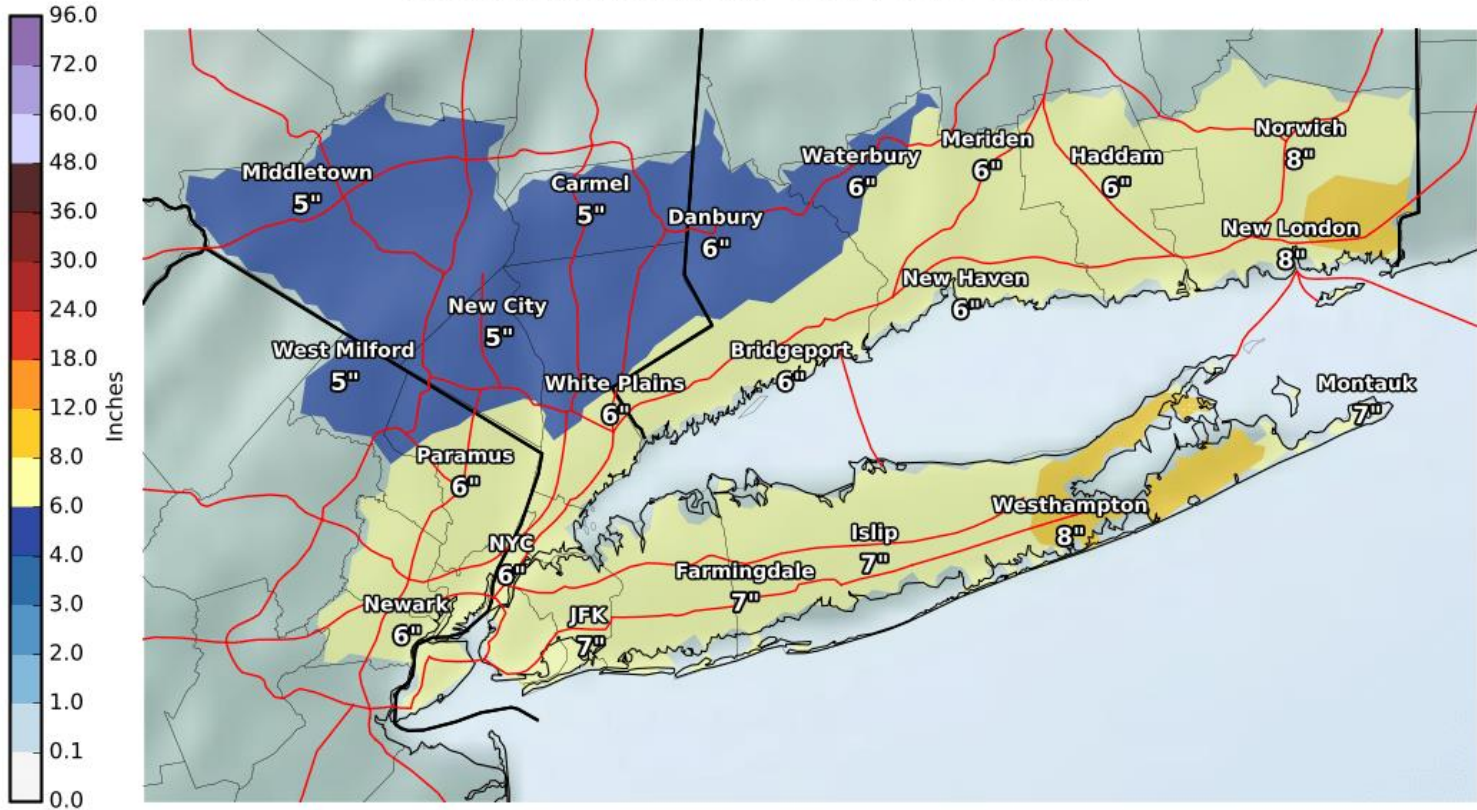 96.0
72.0
60.0
48.0
36.0
30.0
24.0
18.0
12.0
8.0
6.0
4.0
3.0
2.0
1.0
0.1
0.0
Inches
Middletown
5"
Carmel
5"
Danbury
6"
Waterbury
6"
Meriden
6"
Haddam
6"
Norwich
8"
New London
8"
New Haven
6"
New City
5"
West Milford
5"
White Plains
6"
Bridgeport
6"
Montauk
7"
Paramus
6"
NYC
6"
Islip
7"
Westhampton
8"
Farmingdale
7"
Newark
6"
JFK
7"